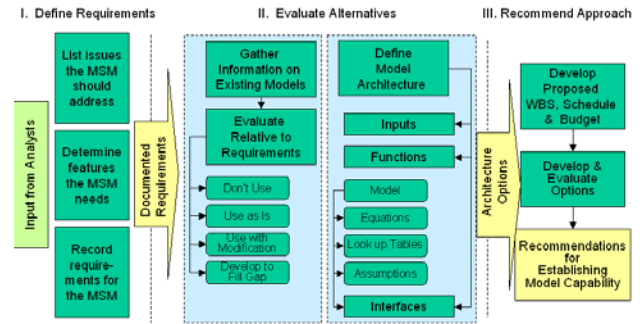 I. Define Requirements
II. Evaluate Alternatives
III. Recommend Approach
Input from Analysts
List issues
the MSM
should
address
Determine
features
the MSM
needs
Record
require-
ments for
the MSM
Documented
Requirements
Gather
Information on
Existing Models
Evaluate
Relative to
Requirements
Don't Use
Use as Is
Use with
Modification
Develop to
Fill Gap
Define
Model
Architecture
Inputs
Functions
Model
Equations
Look up Tables
Assumptions
Interfaces
Architecture
Options
Develop
Proposed
WBS, Schedule
& Budget
Develop &
Evaluate
Options
Recommendations
for
Establishing
Model Capability